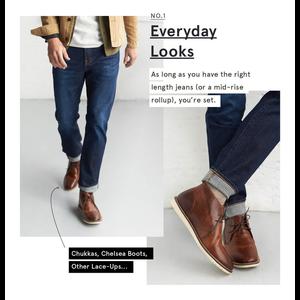 NO.1
Everyday
Looks
As long as you have the right
length jeans (or a mid-rise
rollup), you're set.
Chukkas, Chelsea Boots,
Other Lace-Ups...